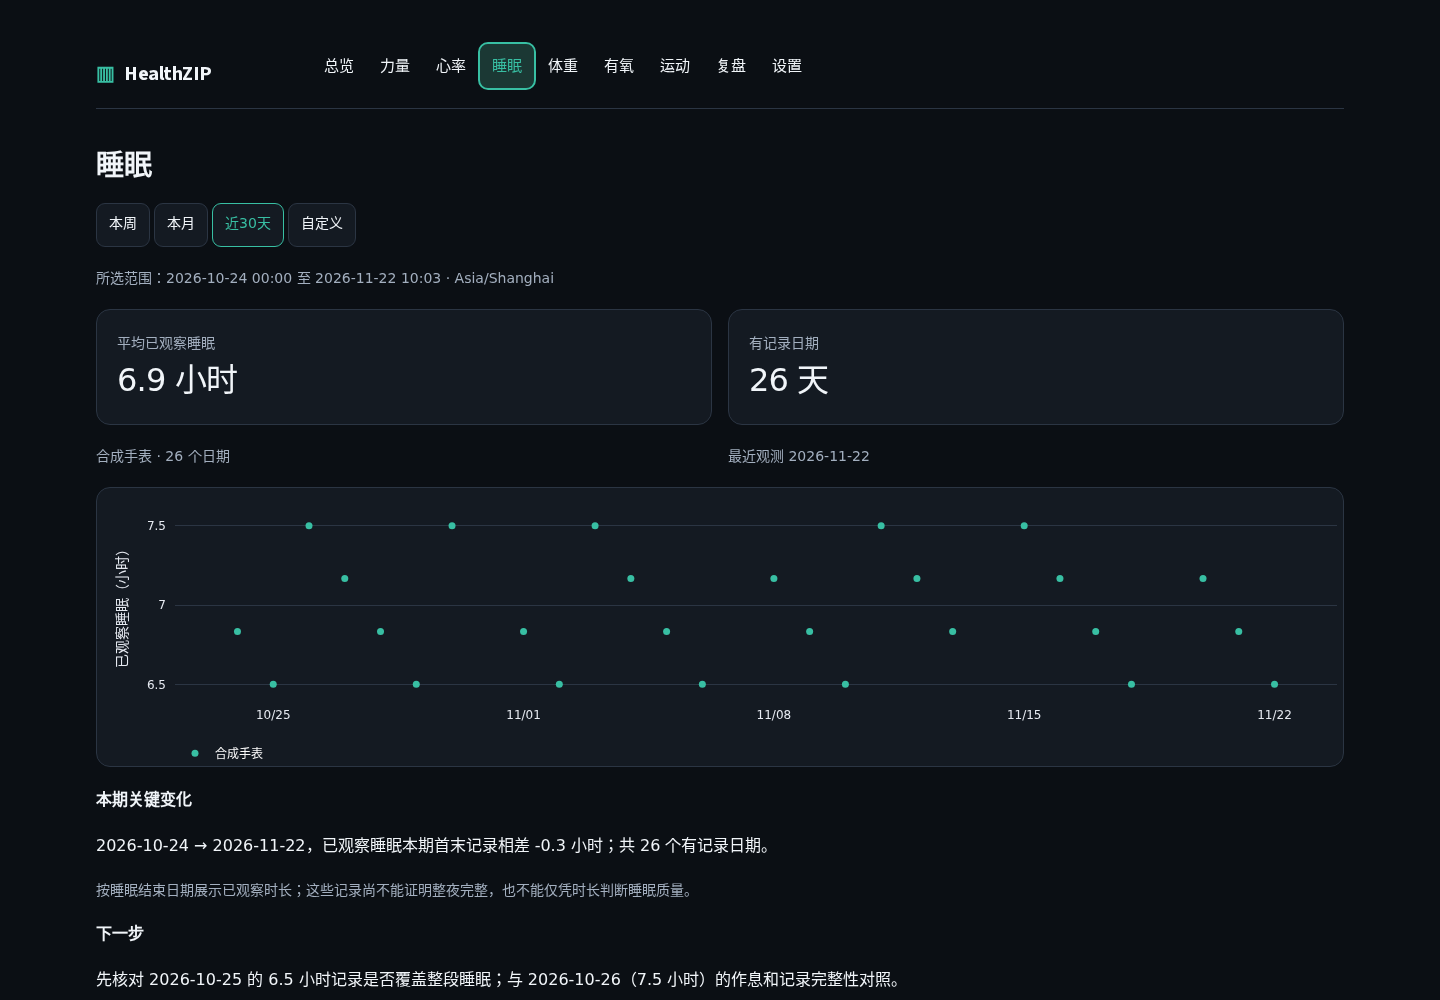 HealthZIP
总览 力量 心率 睡眠 体重 有氧 运动 复盘 设置
睡眠
本周 本月 近30天 自定义
所选范围：2026-10-24 00:00 至 2026-11-22 10:03 · Asia/Shanghai
平均已观察睡眠
6.9 小时
有记录日期
26 天
合成手表 · 26 个日期
最近观测 2026-11-22
已观察睡眠（小时）
7.5
7
6.5
10/25 11/01 11/08 11/15 11/22
合成手表
本期关键变化
2026-10-24 → 2026-11-22，已观察睡眠本期首末记录相差 -0.3 小时；共 26 个有记录日期。
按睡眠结束日期展示已观察时长；这些记录尚不能证明整夜完整，也不能仅凭时长判断睡眠质量。
下一步
先核对 2026-10-25 的 6.5 小时记录是否覆盖整段睡眠；与 2026-10-26（7.5 小时）的作息和记录完整性对照。